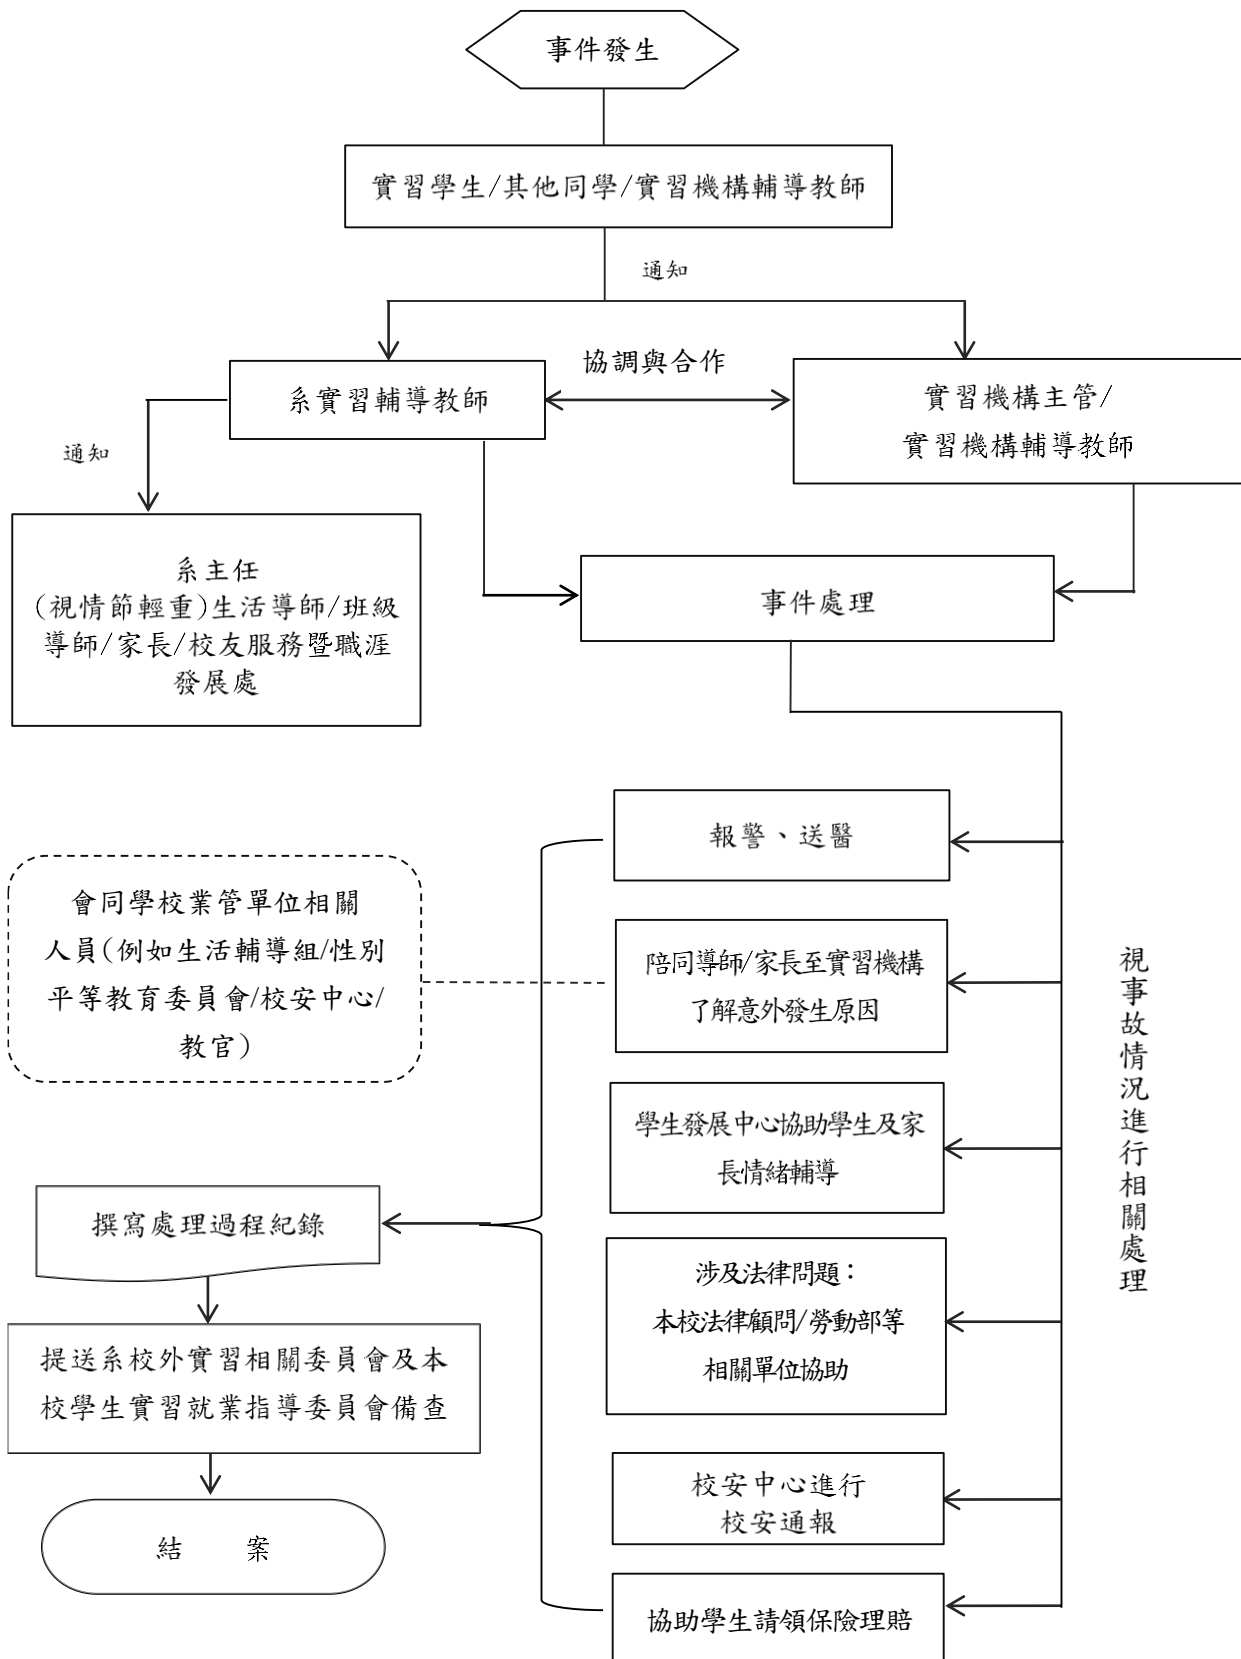 事件發生
實習學生/其他同學/實習機構輔導教師
通知
協調與合作
系實習輔導教師
實習機構主管/
實習機構輔導教師
通知
系主任
(視情節輕重)生活導師/班級
導師/家長/校友服務暨職涯
發展處
事件處理
報警、送醫
會同學校業管單位相關
人員(例如生活輔導組/性別
平等教育委員會/校安中心/
教官)
陪同導師/家長至實習機構
了解意外發生原因
視事故情況進行相關處理
學生發展中心協助學生及家
長情緒輔導
撰寫處理過程紀錄
涉及法律問題：
本校法律顧問/勞動部等
相關單位協助
提送系校外實習相關委員會及本
校學生實習就業指導委員會備查
校安中心進行
校安通報
結 案
協助學生請領保險理賠